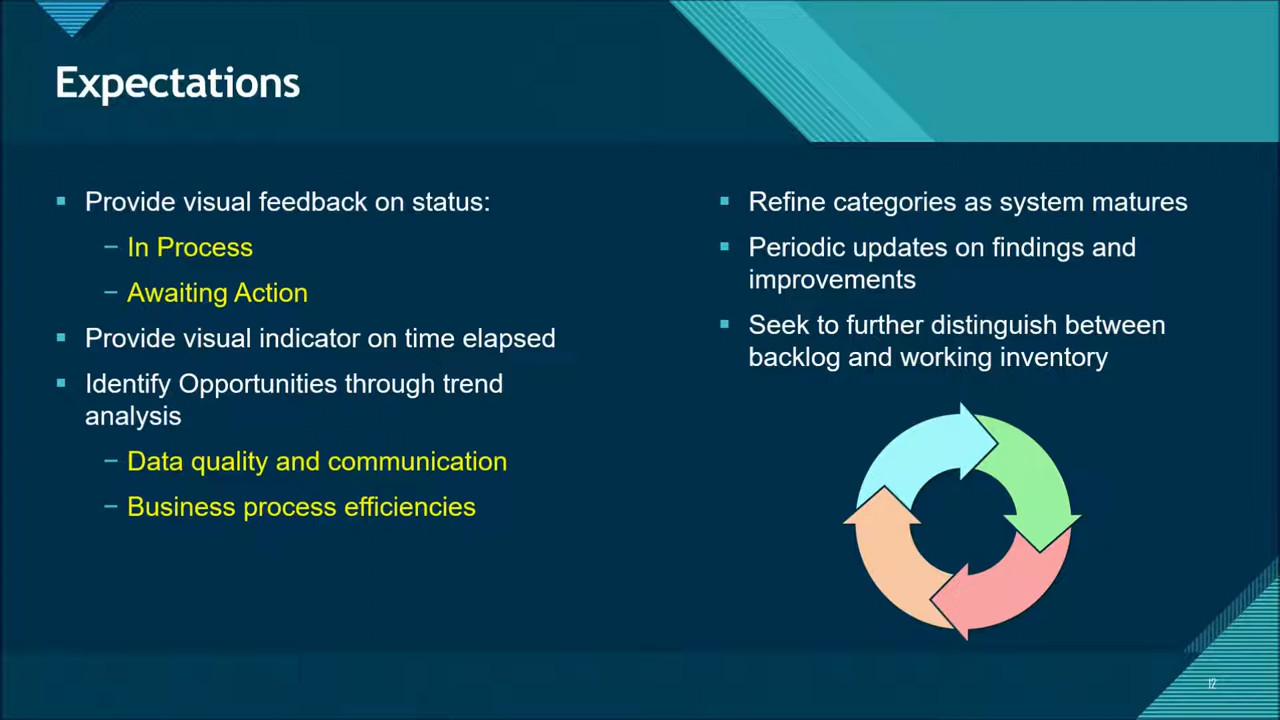 Expectations
Provide visual feedback on status:
– In Process
– Awaiting Action
Provide visual indicator on time elapsed
Identify Opportunities through trend
analysis
– Data quality and communication
– Business process efficiencies
Refine categories as system matures
Periodic updates on findings and
improvements
Seek to further distinguish between
backlog and working inventory
12